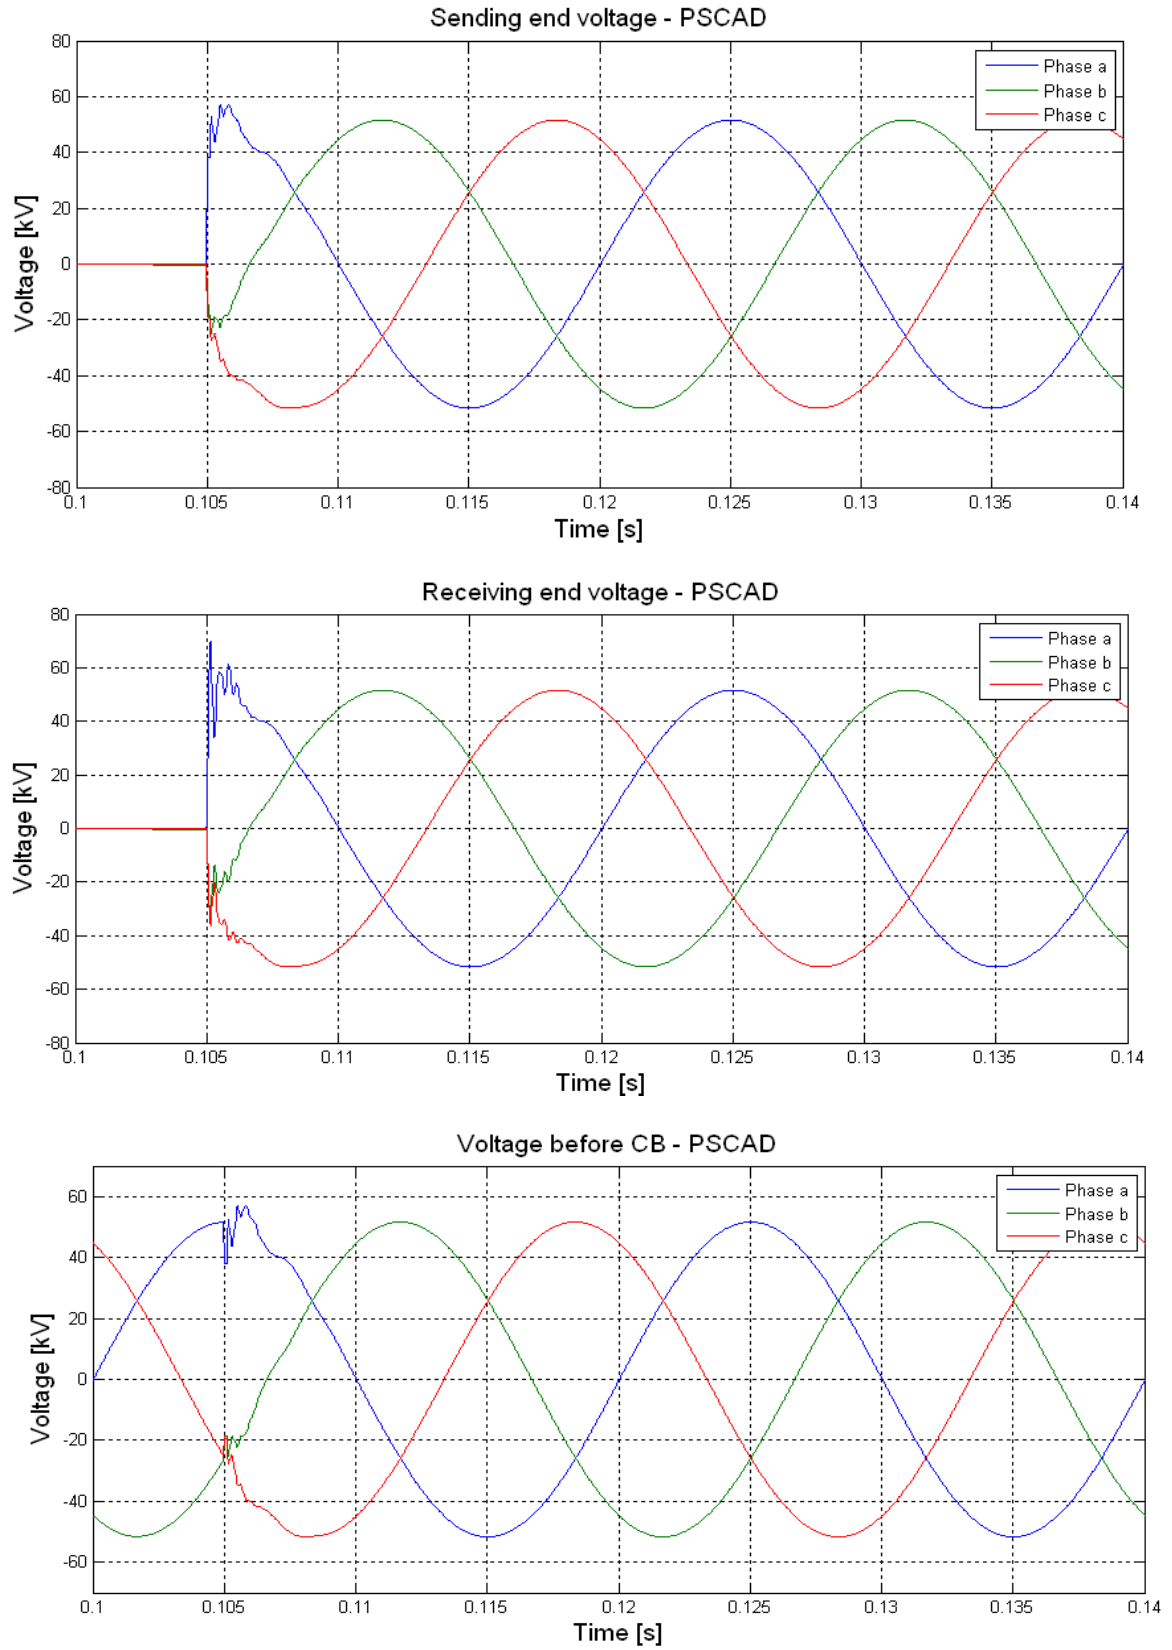 Sending end voltage - PSCAD
80
60
40
20
0
-20
-40
-60
-80
Voltage [kV]
Phase a
Phase b
Phase c
0.1 0.105 0.11 0.115 0.12 0.125 0.13 0.135 0.14
Time [s]
Receiving end voltage - PSCAD
80
60
40
20
0
-20
-40
-60
-80
Voltage [kV]
Phase a
Phase b
Phase c
0.1 0.105 0.11 0.115 0.12 0.125 0.13 0.135 0.14
Time [s]
Voltage before CB - PSCAD
60
40
20
0
-20
-40
-60
Voltage [kV]
Phase a
Phase b
Phase c
0.1 0.105 0.11 0.115 0.12 0.125 0.13 0.135 0.14
Time [s]